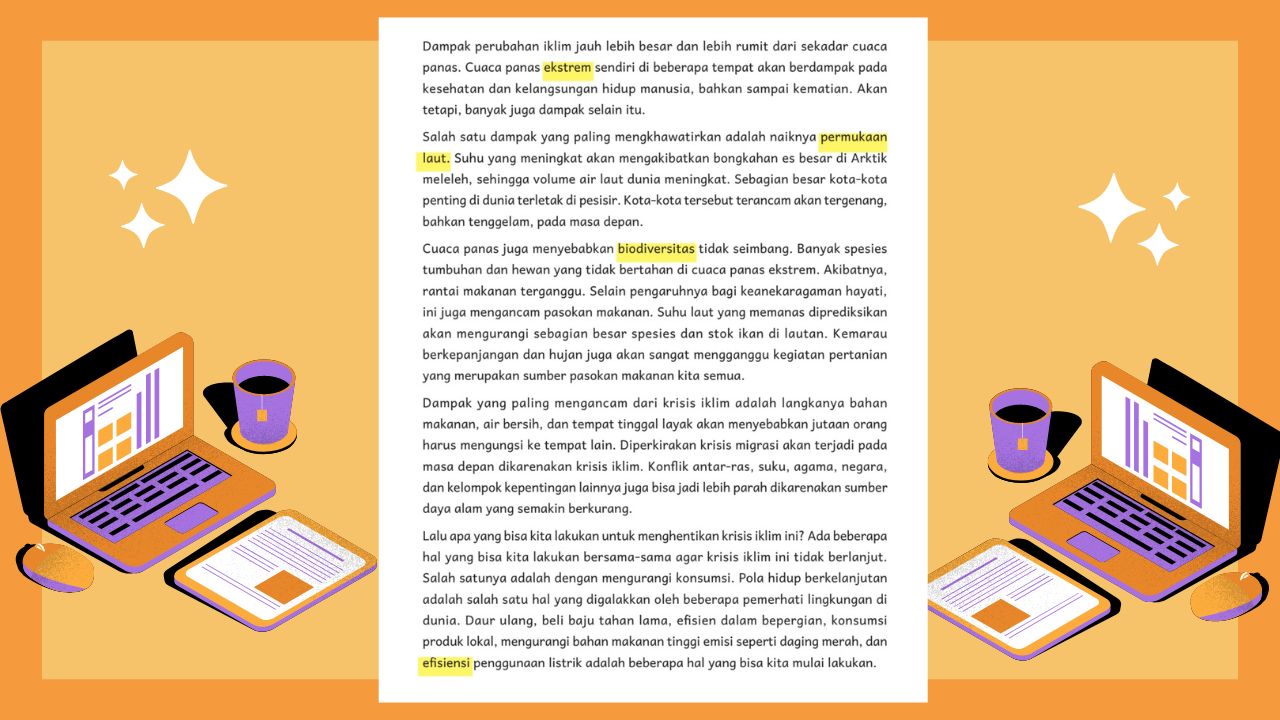 Dampak perubahan iklim jauh lebih besar dan lebih rumit dari sekadar cuaca
panas. Cuaca panas ekstrem sendiri di beberapa tempat akan berdampak pada
kesehatan dan kelangsungan hidup manusia, bahkan sampai kematian. Akan
tetapi, banyak juga dampak selain itu.
Salah satu dampak yang paling mengkhawatirkan adalah naiknya permukaan
laut. Suhu yang meningkat akan mengakibatkan bongkahan es besar di Arktik
meleleh, sehingga volume air laut dunia meningkat. Sebagian besar kota-kota
penting di dunia terletak di pesisir. Kota-kota tersebut terancam akan tergenang,
bahkan tenggelam, pada masa depan.
Cuaca panas juga menyebabkan biodiversitas tidak seimbang. Banyak spesies
tumbuhan dan hewan yang tidak bertahan di cuaca panas ekstrem. Akibatnya,
rantai makanan terganggu. Selain pengaruhnya bagi keanekaragaman hayati,
ini juga mengancam pasokan makanan. Suhu laut yang memanas diprediksikan
akan mengurangi sebagian besar spesies dan stok ikan di lautan. Kemarau
berkepanjangan dan hujan juga akan sangat mengganggu kegiatan pertanian
yang merupakan sumber pasokan makanan kita semua.
Dampak yang paling mengancam dari krisis iklim adalah langkanya bahan
makanan, air bersih, dan tempat tinggal layak akan menyebabkan jutaan orang
harus mengungsi ke tempat lain. Diperkirakan krisis migrasi akan terjadi pada
masa depan dikarenakan krisis iklim. Konflik antar-ras, suku, agama, negara,
dan kelompok kepentingan lainnya juga bisa jadi lebih parah dikarenakan sumber
daya alam yang semakin berkurang.
Lalu apa yang bisa kita lakukan untuk menghentikan krisis iklim ini? Ada beberapa
hal yang bisa kita lakukan bersama-sama agar krisis iklim ini tidak berlanjut.
Salah satunya adalah dengan mengurangi konsumsi. Pola hidup berkelanjutan
adalah salah satu hal yang digalakkan oleh beberapa pemerhati lingkungan di
dunia. Daur ulang, beli baju tahan lama, efisien dalam bepergian, konsumsi
produk lokal, mengurangi bahan makanan tinggi emisi seperti daging merah, dan
efisiensi penggunaan listrik adalah beberapa hal yang bisa kita mulai lakukan.